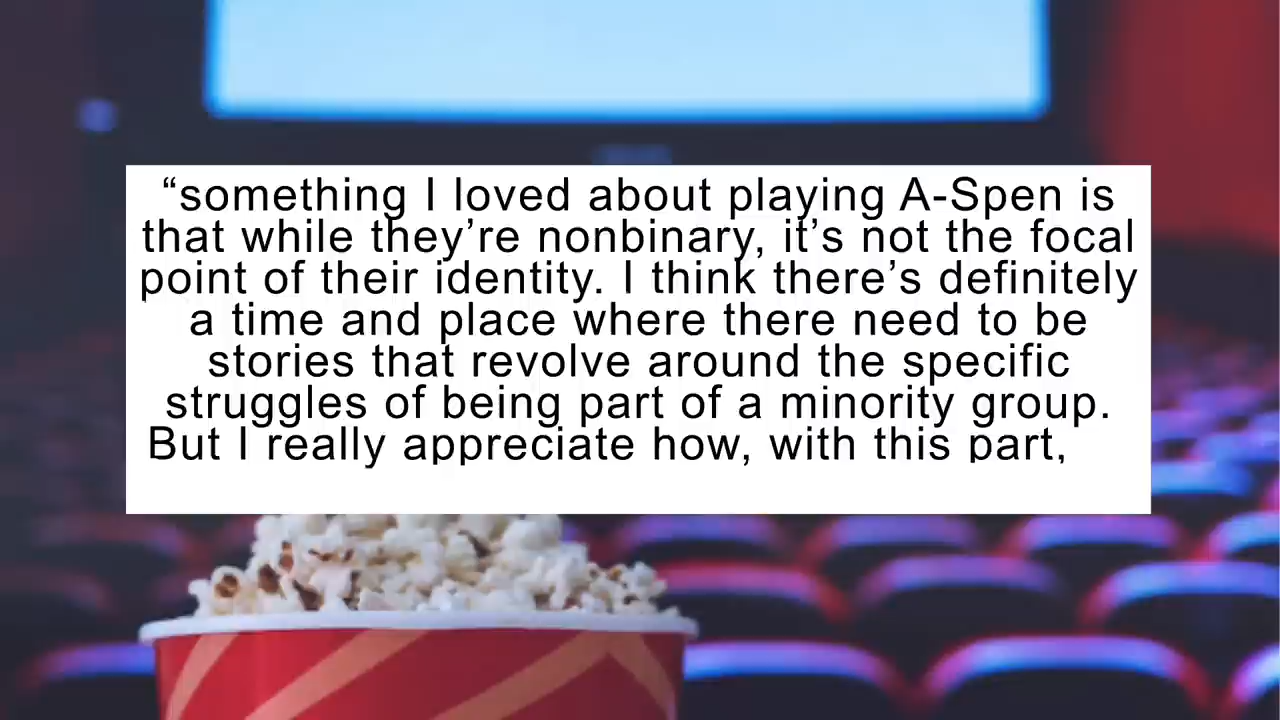 “something I loved about playing A-Spen is
that while they’re nonbinary, it’s not the focal
point of their identity. I think there’s definitely
a time and place where there need to be
stories that revolve around the specific
struggles of being part of a minority group.
But I really appreciate how, with this part,